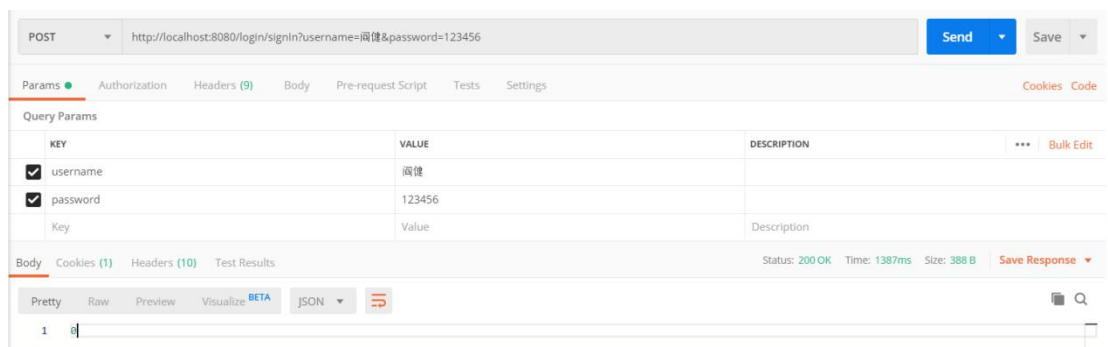 POST http://localhost:8080/login/signIn?username=阎健&password=123456 Send Save
Params Authorization Headers (9) Body Pre-request Script Tests Settings Cookies Code
Query Params
KEY VALUE DESCRIPTION ••• Bulk Edit
username 阎健
password 123456
Key Value Description
Body Cookies (1) Headers (10) Test Results Status: 200 OK Time: 1387ms Size: 388 B Save Response
Pretty Raw Preview Visualize BETA JSON
1 0